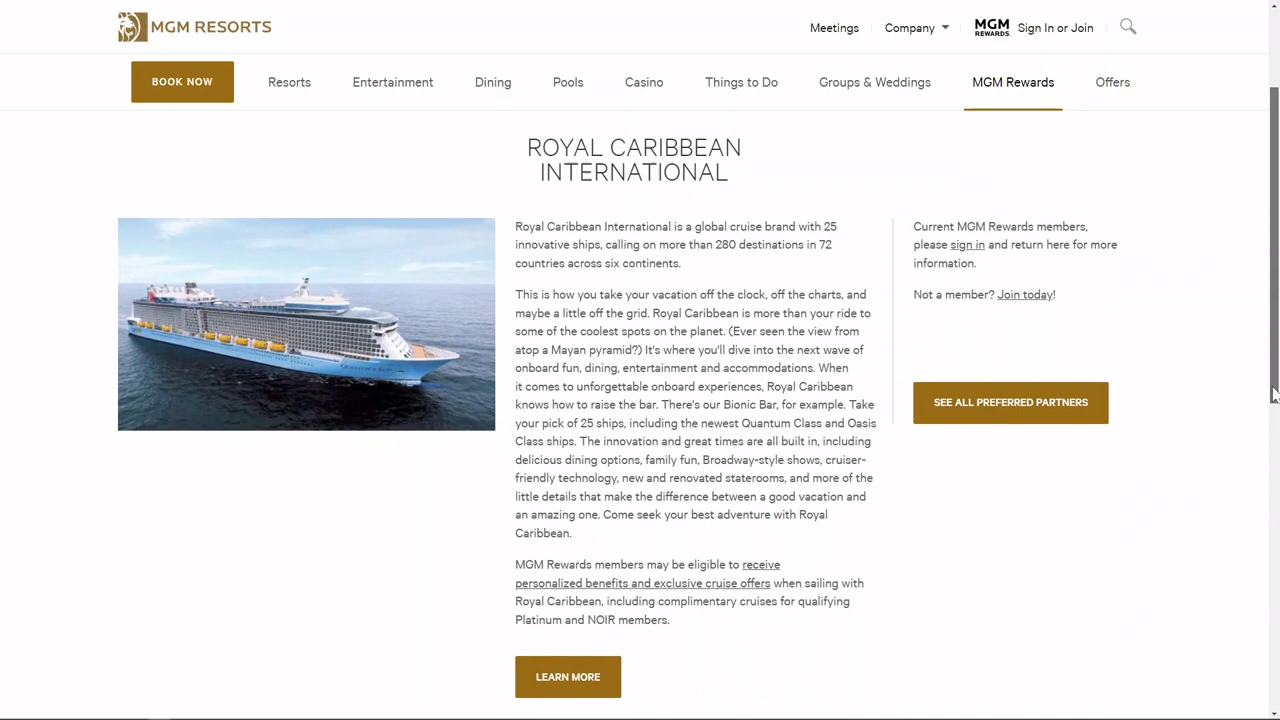 MGM RESORTS
Meetings
Company
MGM REWARDS
Sign In or Join
BOOK NOW
Resorts
Entertainment
Dining
Pools
Casino
Things to Do
Groups & Weddings
MGM Rewards
Offers
ROYAL CARIBBEAN
INTERNATIONAL
Royal Caribbean International is a global cruise brand with 25
innovative ships, calling on more than 280 destinations in 72
countries across six continents.
This is how you take your vacation off the clock, off the charts, and
maybe a little off the grid. Royal Caribbean is more than your ride to
some of the coolest spots on the planet. (Ever seen the view from
atop a Mayan pyramid?) It's where you'll dive into the next wave of
onboard fun, dining, entertainment and accommodations. When
it comes to unforgettable onboard experiences, Royal Caribbean
knows how to raise the bar. There's our Bionic Bar, for example. Take
your pick of 25 ships, including the newest Quantum Class and Oasis
Class ships. The innovation and great times are all built in, including
delicious dining options, family fun, Broadway-style shows, cruiser-
friendly technology, new and renovated staterooms, and more of the
little details that make the difference between a good vacation and
an amazing one. Come seek your best adventure with Royal
Caribbean.
MGM Rewards members may be eligible to receive
personalized benefits and exclusive cruise offers when sailing with
Royal Caribbean, including complimentary cruises for qualifying
Platinum and NOIR members.
LEARN MORE
Current MGM Rewards members,
please sign in and return here for more
information.
Not a member? Join today!
SEE ALL PREFERRED PARTNERS